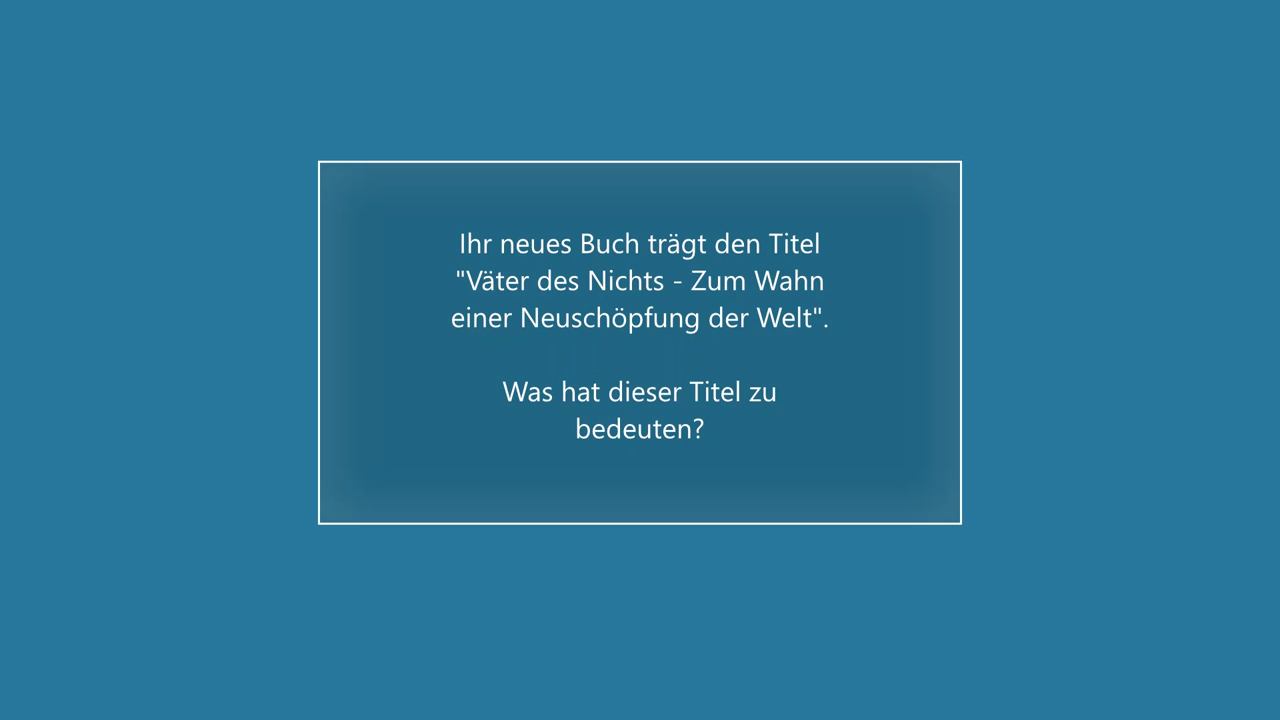 Ihr neues Buch trägt den Titel
"Väter des Nichts - Zum Wahn
einer Neuschöpfung der Welt".
Was hat dieser Titel zu
bedeuten?